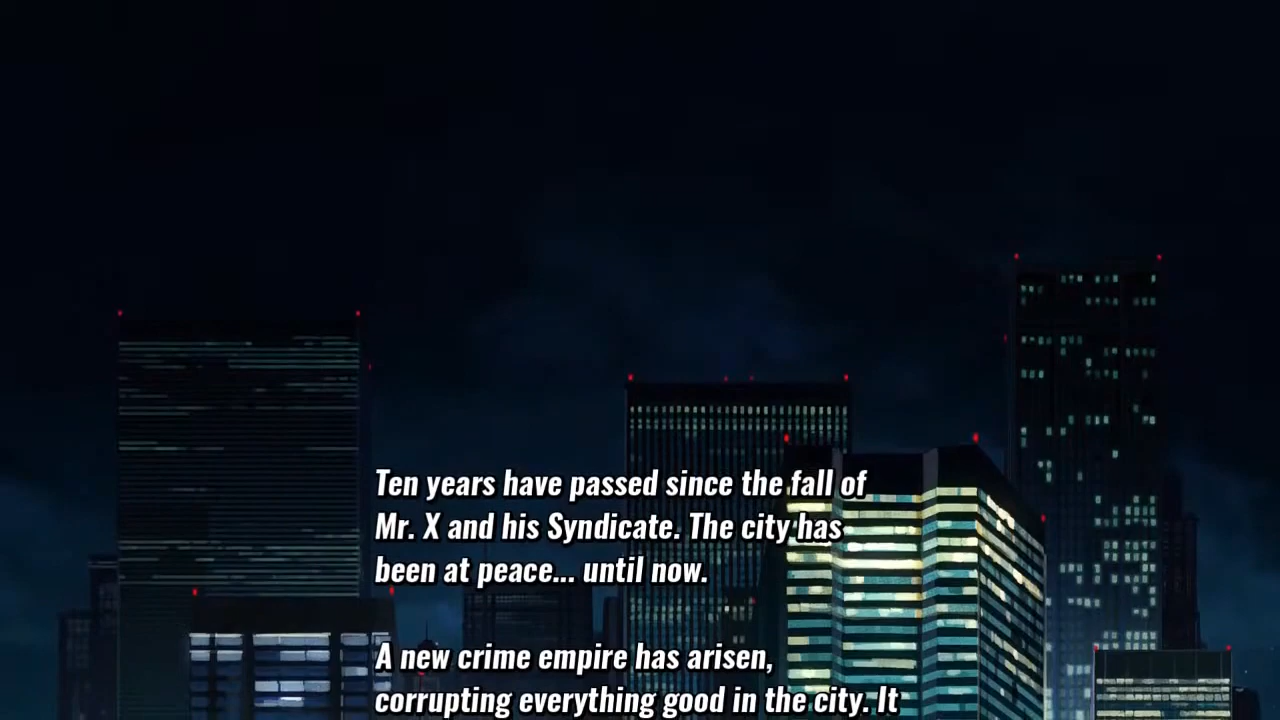 Ten years have passed since the fall of
Mr. X and his Syndicate. The city has
been at peace... until now.
A new crime empire has arisen,
corrupting everything good in the city. It